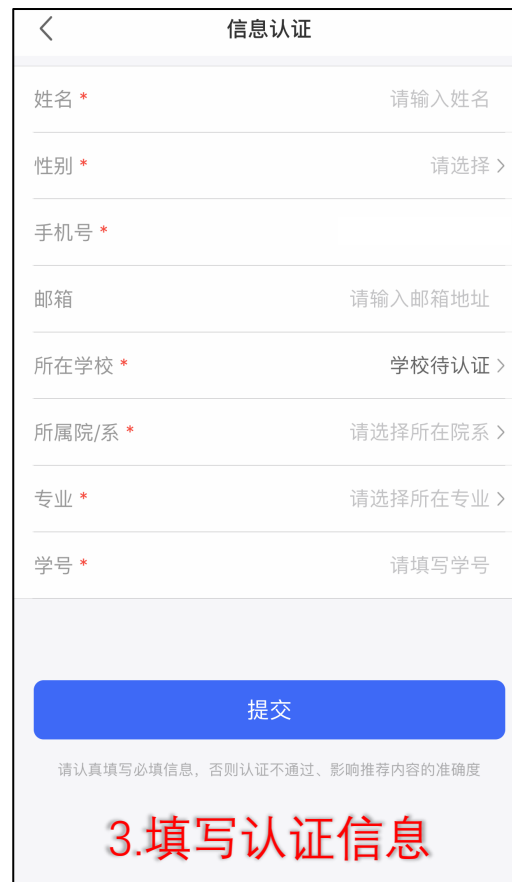 信息认证
姓名 * 请输入姓名
性别 * 请选择
手机号 *
邮箱 请输入邮箱地址
所在学校 * 学校待认证
所属院/系 * 请选择所在院系
专业 * 请选择所在专业
学号 * 请填写学号
提交
请认真填写必填信息，否则认证不通过、影响推荐内容的准确度
3.填写认证信息